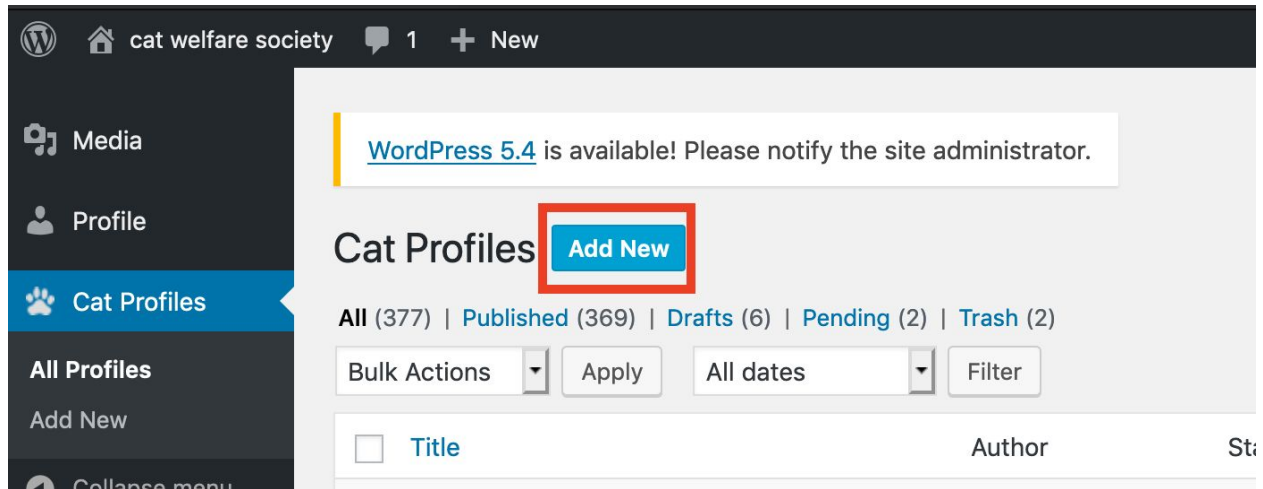 cat welfare society 1 + New
Media
Profile
Cat Profiles
All Profiles
Add New
Collapse menu
WordPress 5.4 is available! Please notify the site administrator.
Cat Profiles Add New
All (377) | Published (369) | Drafts (6) | Pending (2) | Trash (2)
Bulk Actions Apply All dates Filter
Title Author